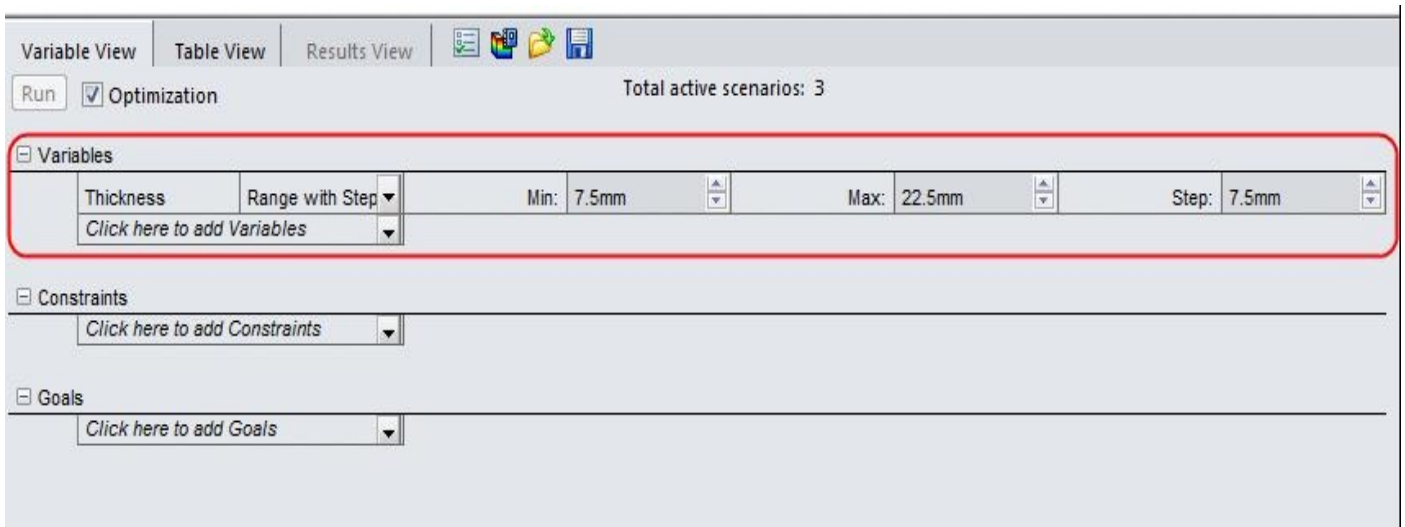 Variable View Table View Results View
Run Optimization Total active scenarios: 3
Variables
Thickness Range with Step Min: 7.5mm Max: 22.5mm Step: 7.5mm
Click here to add Variables
Constraints
Click here to add Constraints
Goals
Click here to add Goals